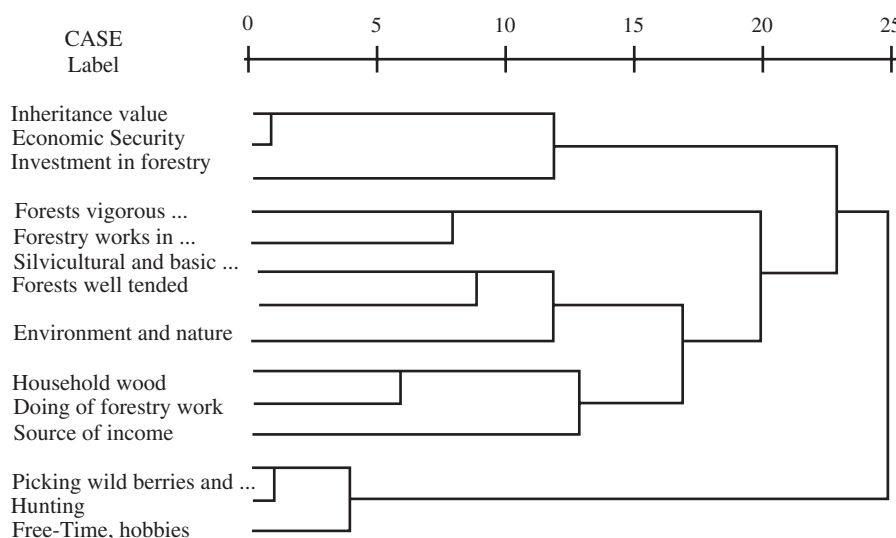 0 5 10 15 20 25
CASE
Label
Inheritance value
Economic Security
Investment in forestry
Forests vigorous ...
Forestry works in ...
Silvicultural and basic ...
Forests well tended
Environment and nature
Household wood
Doing of forestry work
Source of income
Picking wild berries and ...
Hunting
Free-Time, hobbies